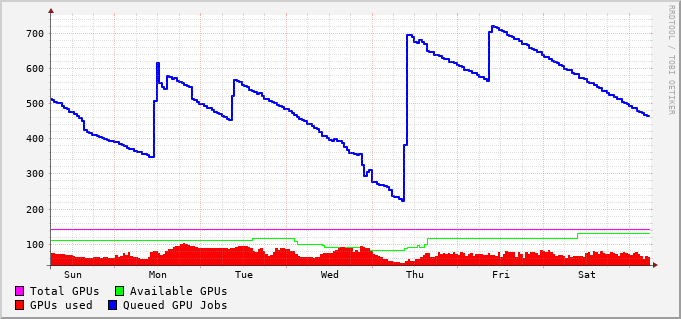 700
600
500
400
300
200
100
Sun Mon Tue Wed Thu Fri Sat
Total GPUs Available GPUs
GPUs used Queued GPU Jobs
RRDTOOL / TOBI OETIKER